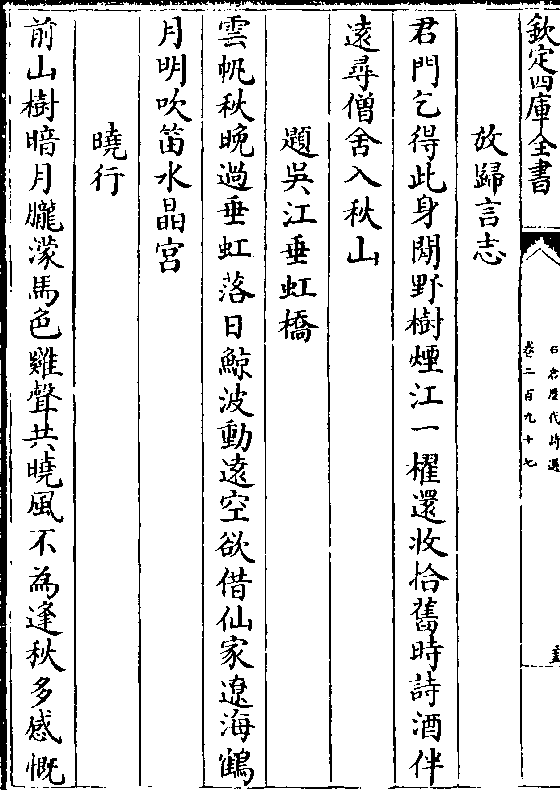 欽定四庫全書
石倉歷代詩選
卷二百九十七
放歸言志
君門乞得此身閒野樹煙江一櫂還收拾舊時詩酒伴
遠尋僧舍入秋山
題吳江垂虹橋
雲帆秋晚過垂虹落日鯨波動遠空欲借仙家遼海鶴
月明吹笛水晶宮
曉行
前山樹暗月朧濛馬色雞聲共曉風不為逢秋多感慨